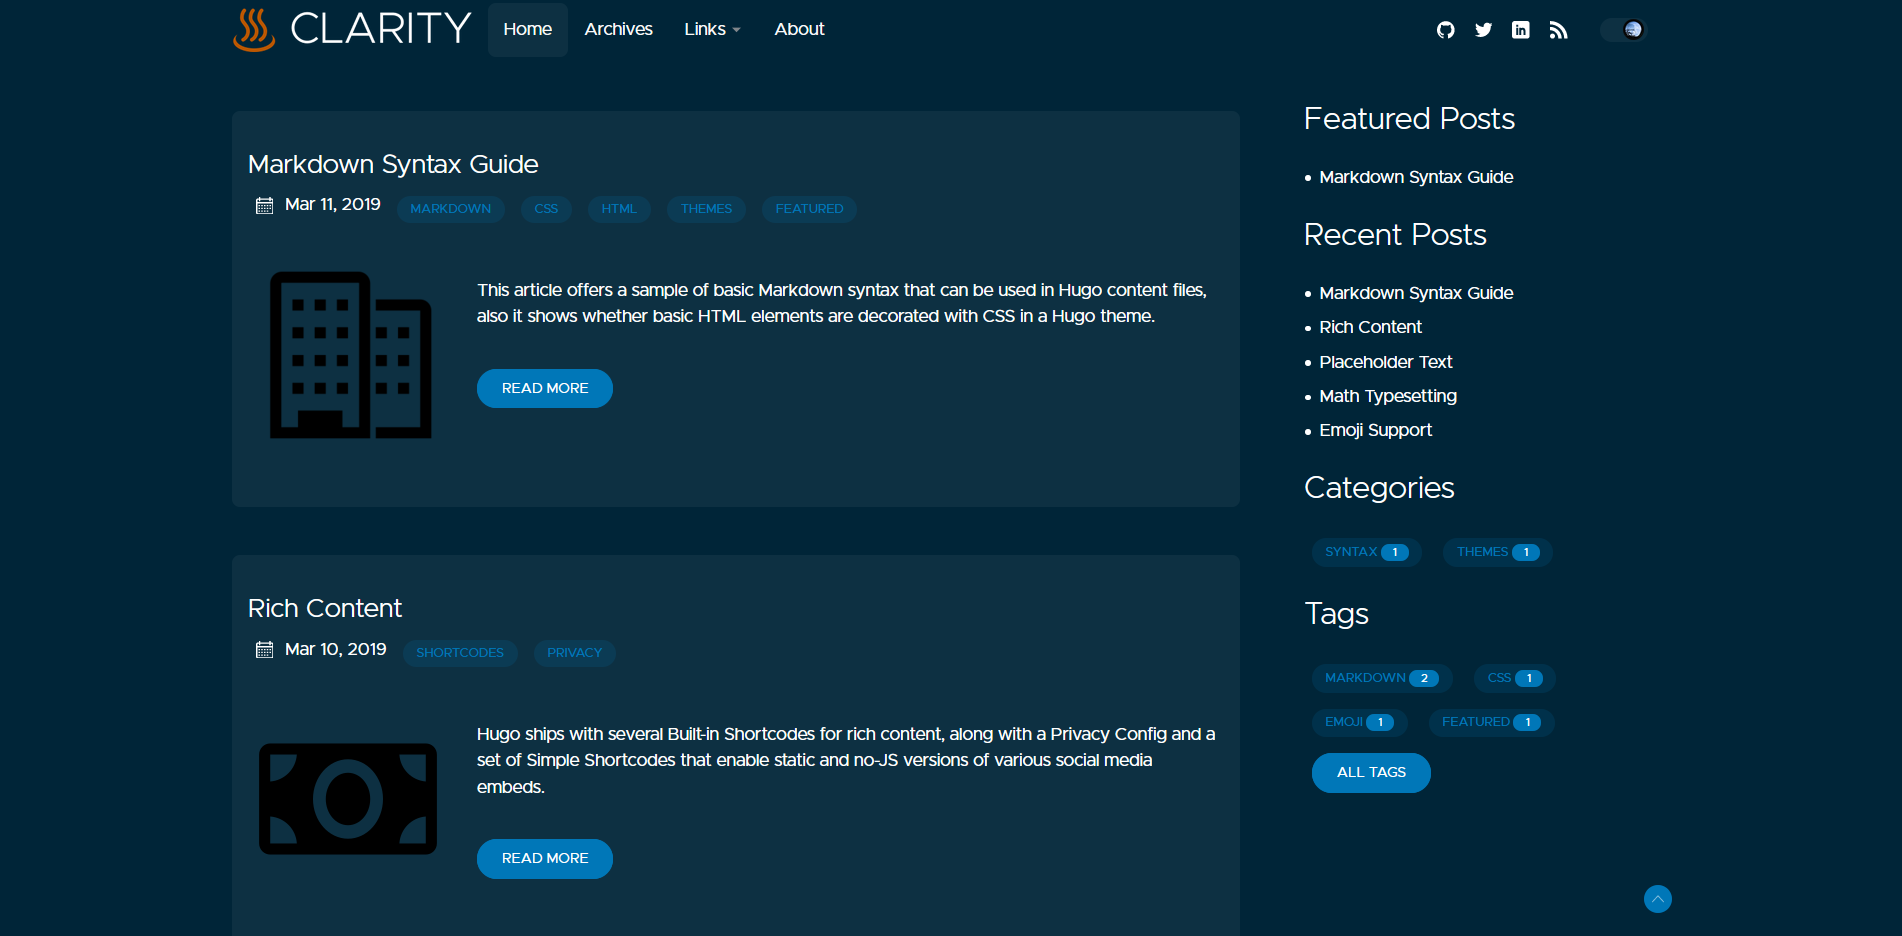 CLARITY
Home
Archives
Links
About
Markdown Syntax Guide
Mar 11, 2019
MARKDOWN
CSS
HTML
THEMES
FEATURED
This article offers a sample of basic Markdown syntax that can be used in Hugo content files,
also it shows whether basic HTML elements are decorated with CSS in a Hugo theme.
READ MORE
Rich Content
Mar 10, 2019
SHORTCODES
PRIVACY
Hugo ships with several Built-in Shortcodes for rich content, along with a Privacy Config and a
set of Simple Shortcodes that enable static and no-JS versions of various social media
embeds.
READ MORE
Featured Posts
Markdown Syntax Guide
Recent Posts
Markdown Syntax Guide
Rich Content
Placeholder Text
Math Typesetting
Emoji Support
Categories
SYNTAX 1
THEMES 1
Tags
MARKDOWN 2
CSS 1
EMOJI 1
FEATURED 1
ALL TAGS